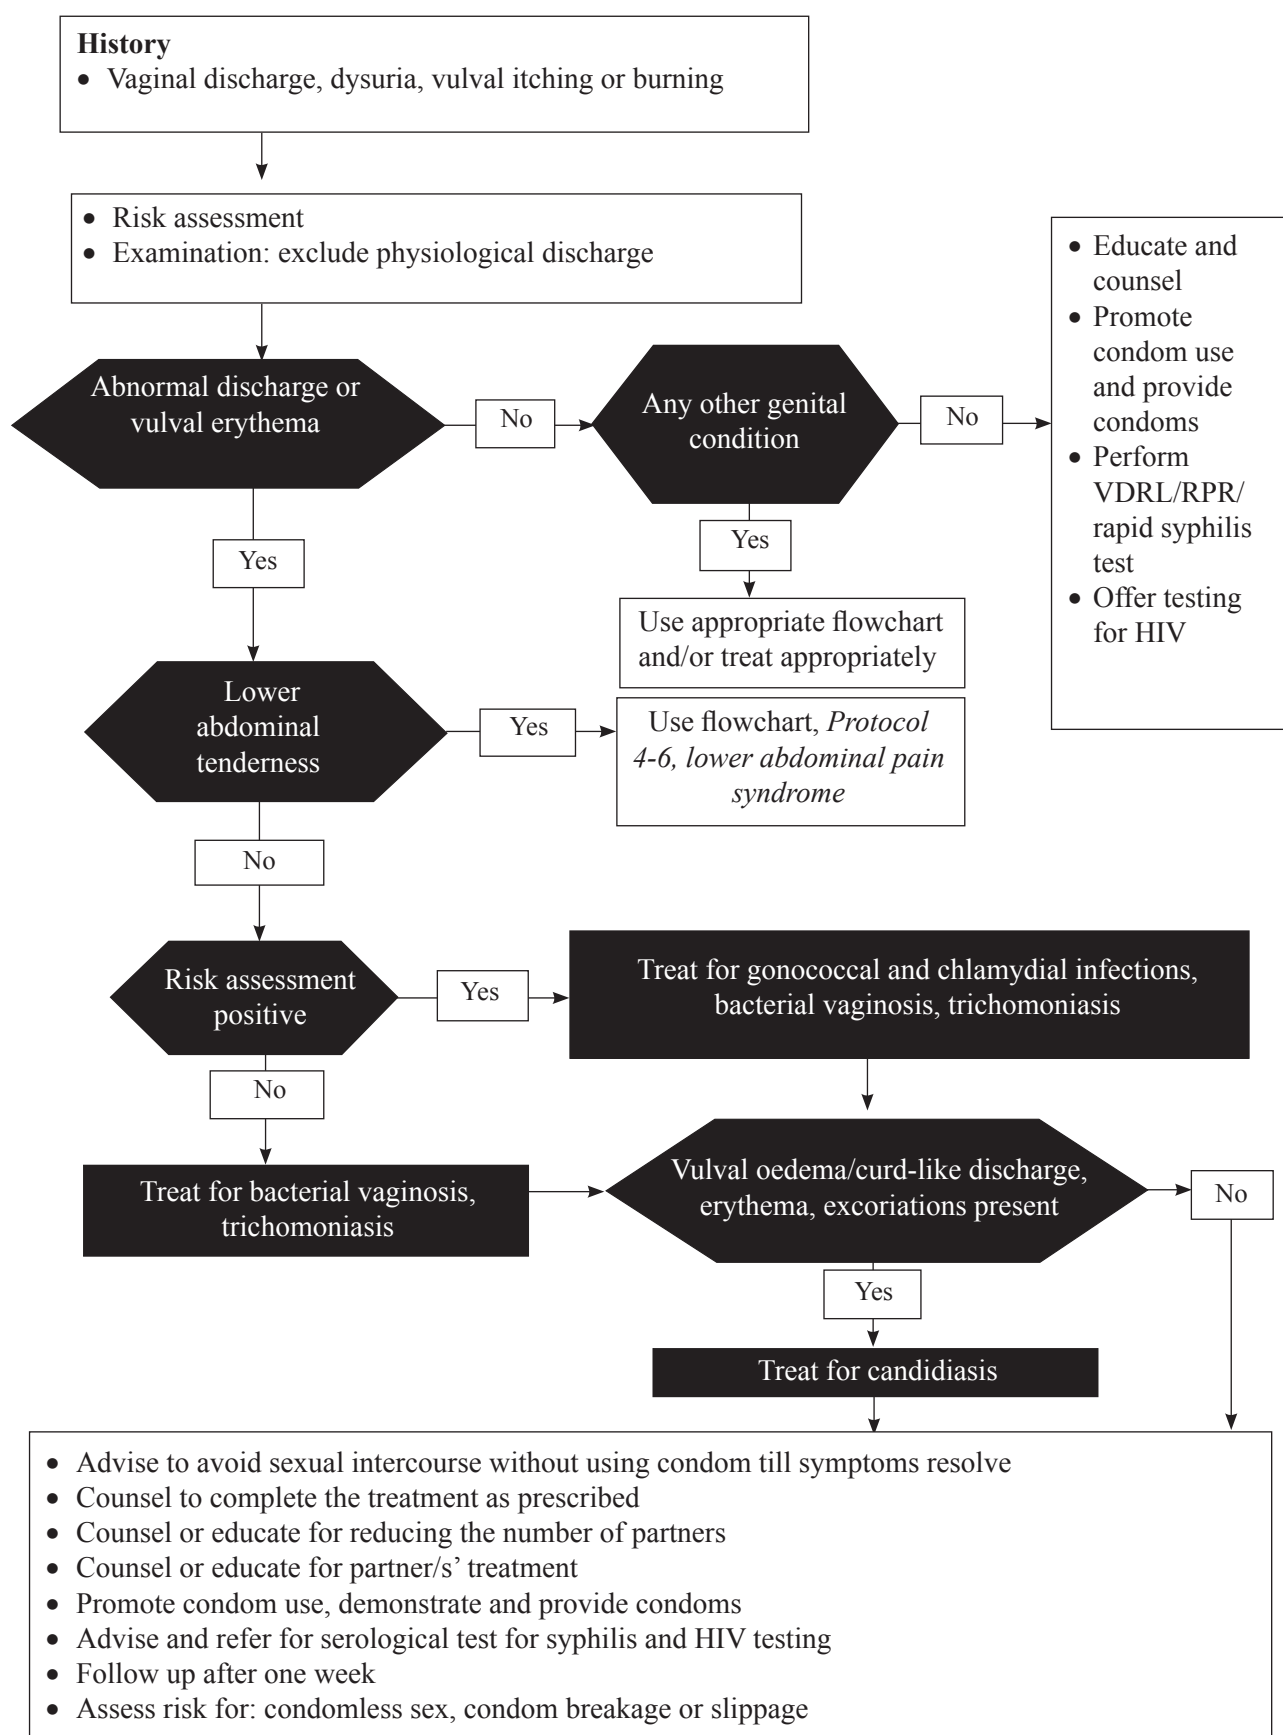 History
• Vaginal discharge, dysuria, vulval itching or burning
• Risk assessment
• Examination: exclude physiological discharge
Abnormal discharge or
vulval erythema
No
Any other genital
condition
No
• Educate and
counsel
• Promote
condom use
and provide
condoms
• Perform
VDRL/RPR/
rapid syphilis
test
• Offer testing
for HIV
Yes
Yes
Use appropriate flowchart
and/or treat appropriately
Lower
abdominal
tenderness
Yes
Use flowchart, Protocol
4-6, lower abdominal pain
syndrome
No
Risk assessment
positive
Yes
Treat for gonococcal and chlamydial infections,
bacterial vaginosis, trichomoniasis
No
Treat for bacterial vaginosis,
trichomoniasis
Vulval oedema/curd-like discharge,
erythema, excoriations present
No
Yes
Treat for candidiasis
• Advise to avoid sexual intercourse without using condom till symptoms resolve
• Counsel to complete the treatment as prescribed
• Counsel or educate for reducing the number of partners
• Counsel or educate for partner/s’ treatment
• Promote condom use, demonstrate and provide condoms
• Advise and refer for serological test for syphilis and HIV testing
• Follow up after one week
• Assess risk for: condomless sex, condom breakage or slippage